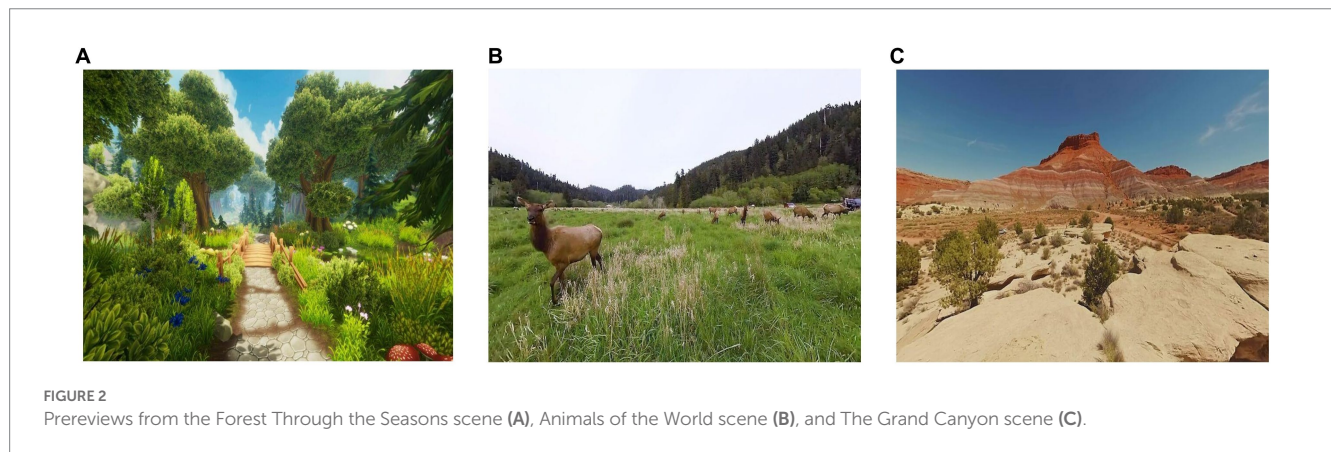 A
B
C
FIGURE 2
Prereviews from the Forest Through the Seasons scene (A), Animals of the World scene (B), and The Grand Canyon scene (C).